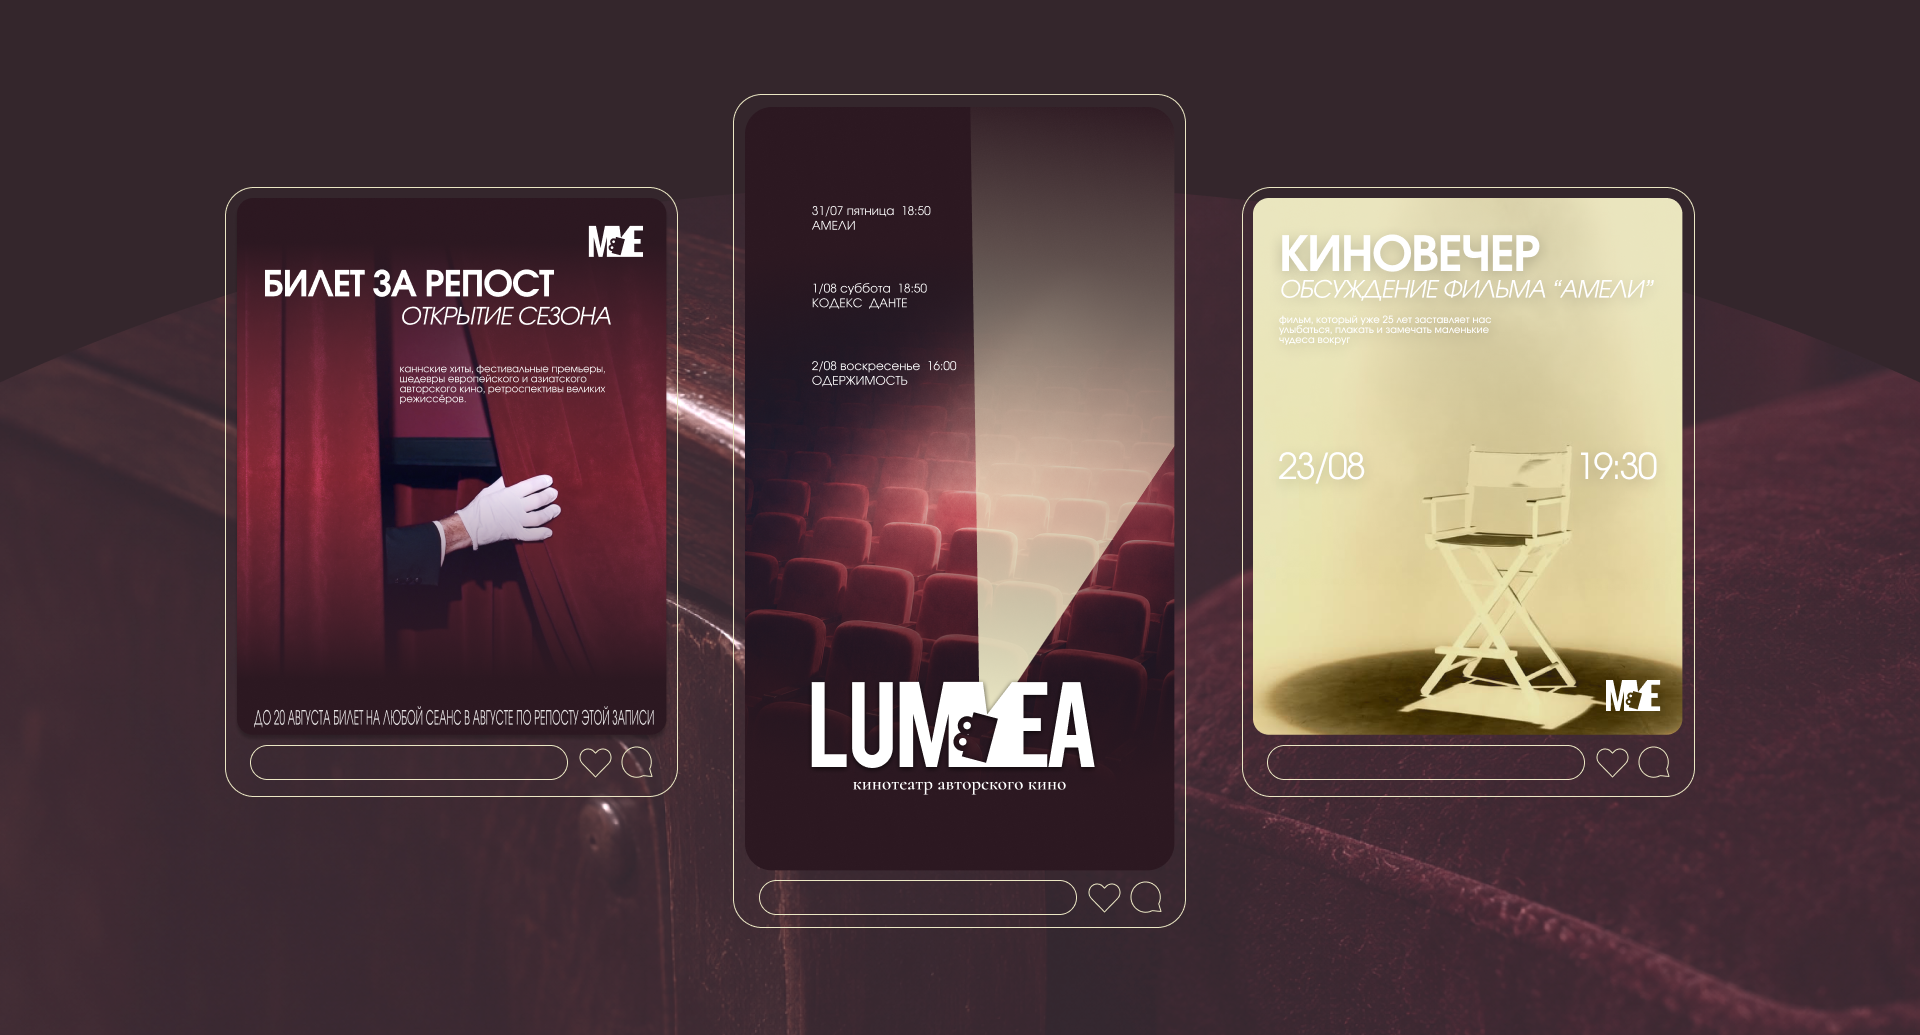 БИЛЕТ ЗА РЕПОСТ
ОТКРЫТИЕ СЕЗОНА
каннские хиты, фестивальные премьеры,
шедевры европейского и азиатского
авторского кино, ретроспективы великих
режиссёров.
ДО 20 АВГУСТА БИЛЕТ НА ЛЮБОЙ СЕАНС В АВГУСТЕ ПО РЕПОСТУ ЭТОЙ ЗАПИСИ
31/07 пятница 18:50
АМЕЛИ
1/08 суббота 18:50
КОДЕКС ДАНТЕ
2/08 воскресенье 16:00
ОДЕРЖИМОСТЬ
LUMEA
кинотеатр авторского кино
КИНОВЕЧЕР
ОБСУЖДЕНИЕ ФИЛЬМА “АМЕЛИ”
фильм, который уже 25 лет заставляет нас
улыбаться, плакать и замечать маленькие
чудеса вокруг
23/08 19:30
ME